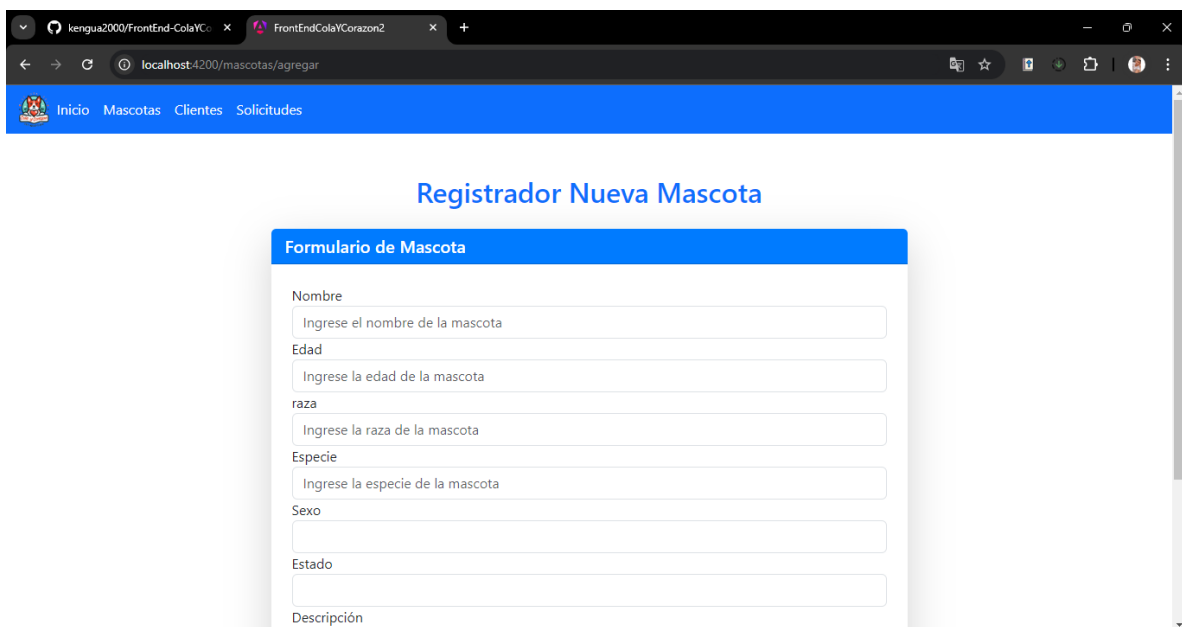 kengua2000/FrontEnd-ColaYCo
FrontEndColaYCorazon2
localhost:4200/mascotas/agregar
Inicio Mascotas Clientes Solicitudes
Registrador Nueva Mascota
Formulario de Mascota
Nombre
Ingrese el nombre de la mascota
Edad
Ingrese la edad de la mascota
raza
Ingrese la raza de la mascota
Especie
Ingrese la especie de la mascota
Sexo
Estado
Descripción